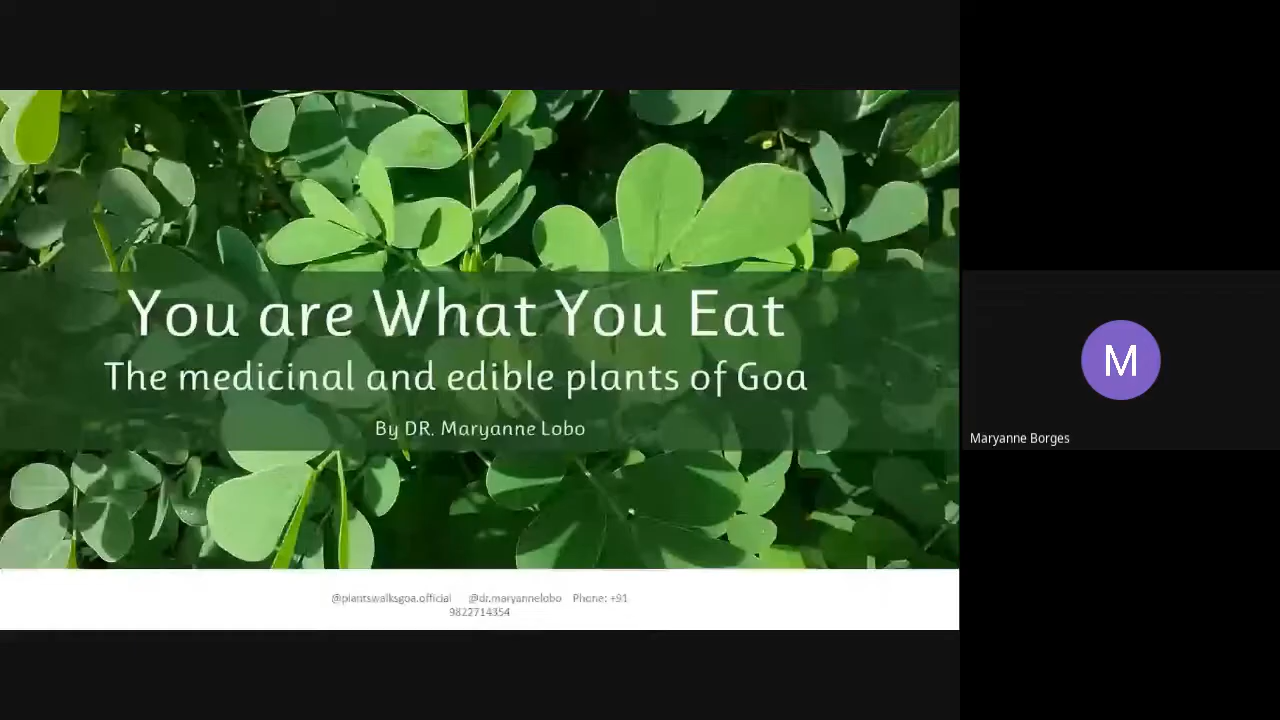 You are What You Eat
The medicinal and edible plants of Goa
By DR. Maryanne Lobo
@plantswalksgoa.official @dr.maryannelobo Phone: +91
9822714354
M
Maryanne Borges